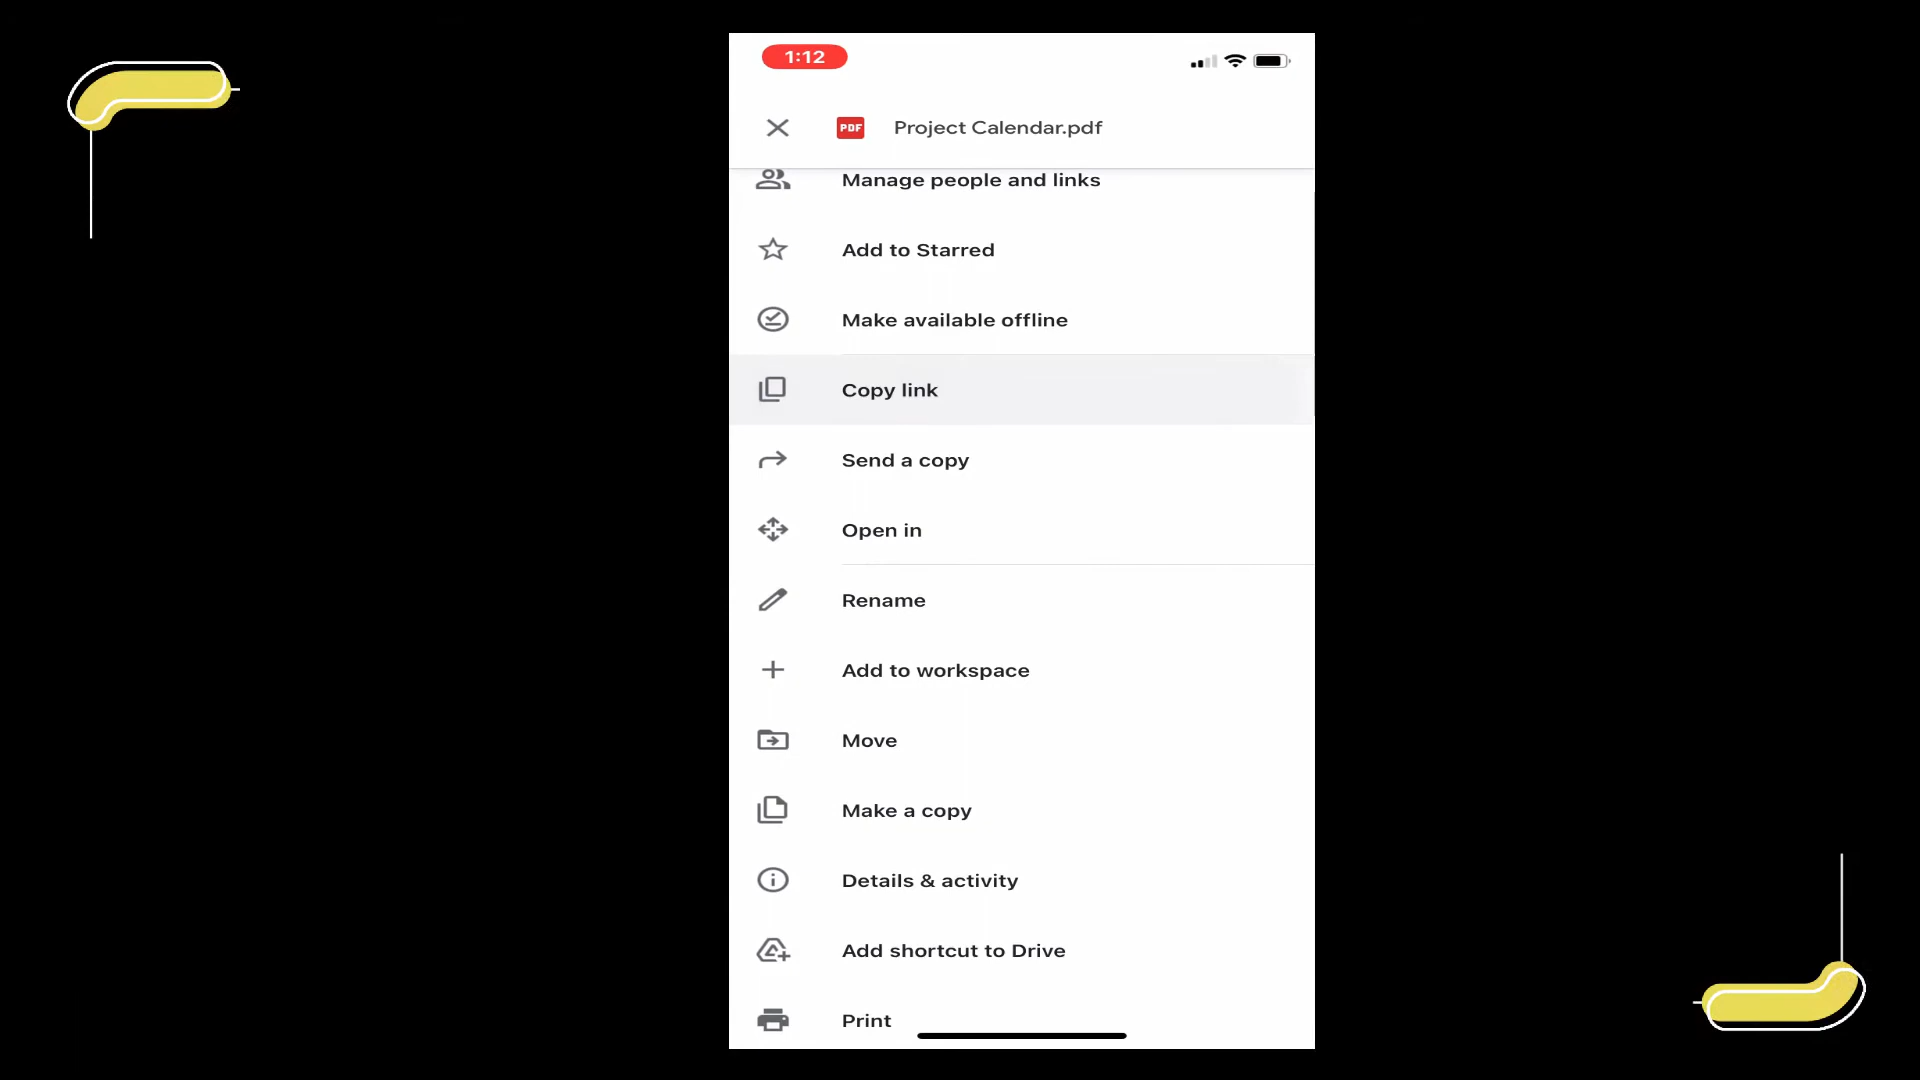 1:12
PDF Project Calendar.pdf
Manage people and links
Add to Starred
Make available offline
Copy link
Send a copy
Open in
Rename
Add to workspace
Move
Make a copy
Details & activity
Add shortcut to Drive
Print